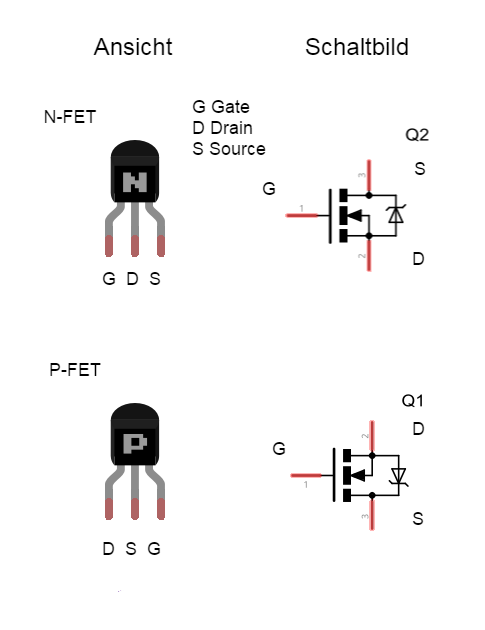 Ansicht
Schaltbild
N-FET
G Gate
D Drain
S Source
N
G D S
Q2
S
3
G
1
2
D
P-FET
P
D S G
Q1
D
2
G
1
3
S